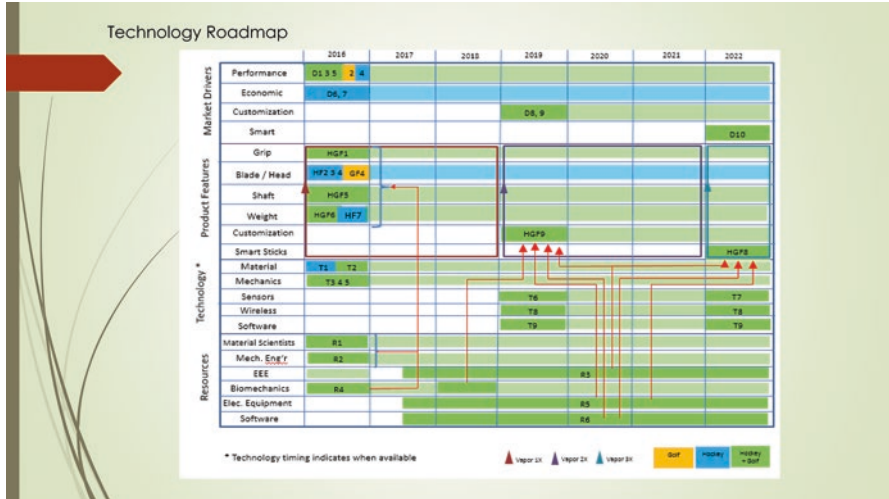 Technology Roadmap
2016 2017 2018 2019 2020 2021 2022
Market Drivers
Performance D1 3 5 2 4
Economic D6, 7
Customization D8, 9
Smart D10
Product Features
Grip HGF1
Blade / Head HF2 3 4 GF4
Shaft HGF5
Weight HGF6 HF7
Customization HGF9
Smart Sticks HGF8
Technology *
Material T1 T2
Mechanics T3 4 5
Sensors T6 T7
Wireless T8 T8
Software T9 T9
Resources
Material Scientists R1
Mech. Eng'r R2
EEE R3
Biomechanics R4
Elec. Equipment R5
Software R6
* Technology timing indicates when available
Vapor 1X Vapor 2X Vapor 3X Golf Hockey Hockey + Golf